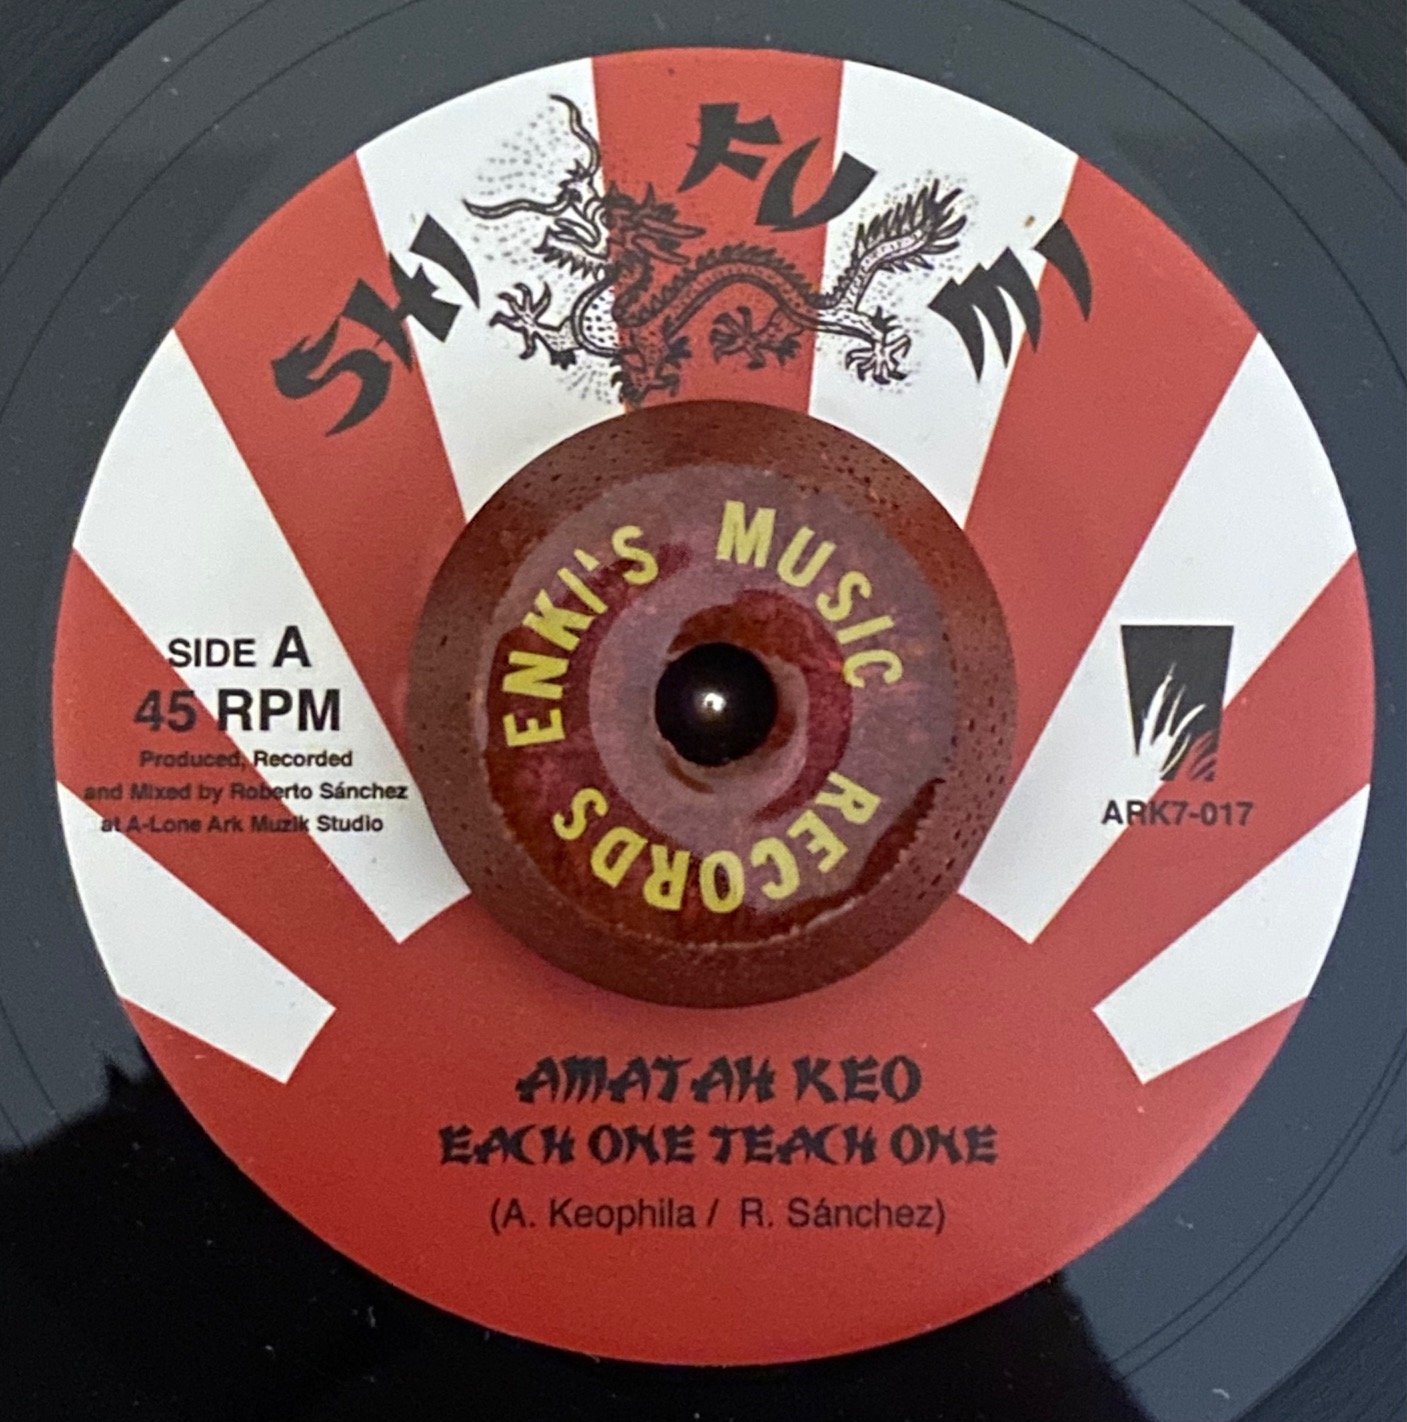 SHI FU MI
ENKI'S MUSIC RECORDS
SIDE A
45 RPM
Produced, Recorded
and Mixed by Roberto Sánchez
at A-Lone Ark Muzik Studio
ARK7-017
AMATAH KEO
EACH ONE TEACH ONE
(A. Keophila / R. Sánchez)